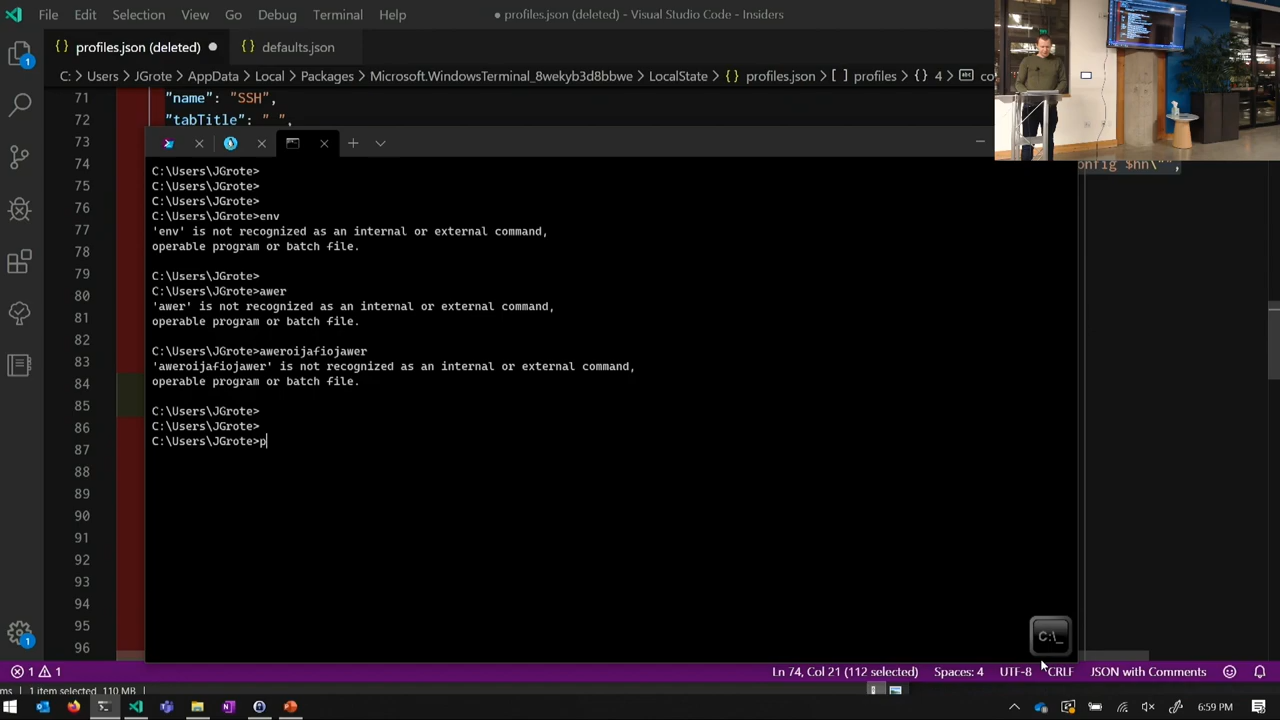 File Edit Selection View Go Debug Terminal Help
● profiles.json (deleted) - Visual Studio Code - Insiders
{} profiles.json (deleted) ●
{} defaults.json
C: > Users > JGrote > AppData > Local > Packages > Microsoft.WindowsTerminal_8wekyb3d8bbwe > LocalState > {} profiles.json > [ ] profiles > {} 4 > abc co
71 "name": "SSH",
72 "tabTitle": " ",
73
74 onfig $hn\"",
75
76
77
78
79
80
81
82
83
84
85
86
87
88
89
90
91
92
93
94
95
96
C:\Users\JGrote>
C:\Users\JGrote>
C:\Users\JGrote>
C:\Users\JGrote>env
'env' is not recognized as an internal or external command,
operable program or batch file.
C:\Users\JGrote>
C:\Users\JGrote>awer
'awer' is not recognized as an internal or external command,
operable program or batch file.
C:\Users\JGrote>aweroijafiojawer
'aweroijafiojawer' is not recognized as an internal or external command,
operable program or batch file.
C:\Users\JGrote>
C:\Users\JGrote>
C:\Users\JGrote>p
C:\_
1 1
Ln 74, Col 21 (112 selected) Spaces: 4 UTF-8 CRLF JSON with Comments
ms 1 item selected 110 MB
6:59 PM